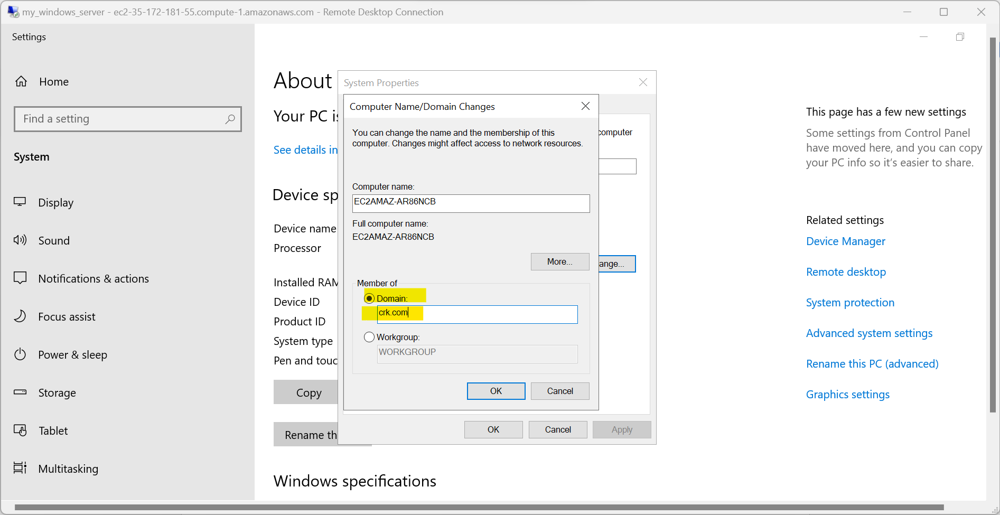 my_windows_server - ec2-35-172-181-55.compute-1.amazonaws.com - Remote Desktop Connection
Settings
Home
Find a setting
System
Display
Sound
Notifications & actions
Focus assist
Power & sleep
Storage
Tablet
Multitasking
About
Your PC is
See details in
Device sp
Device name
Processor
Installed RAM
Device ID
Product ID
System type
Pen and touc
Copy
Rename th
Windows specifications
System Properties
computer
ange...
OK
Cancel
Apply
Computer Name/Domain Changes
You can change the name and the membership of this
computer. Changes might affect access to network resources.
Computer name:
EC2AMAZ-AR86NCB
Full computer name:
EC2AMAZ-AR86NCB
More...
Member of
Domain:
crk.com
Workgroup:
WORKGROUP
OK
Cancel
This page has a few new settings
Some settings from Control Panel
have moved here, and you can copy
your PC info so it's easier to share.
Related settings
Device Manager
Remote desktop
System protection
Advanced system settings
Rename this PC (advanced)
Graphics settings